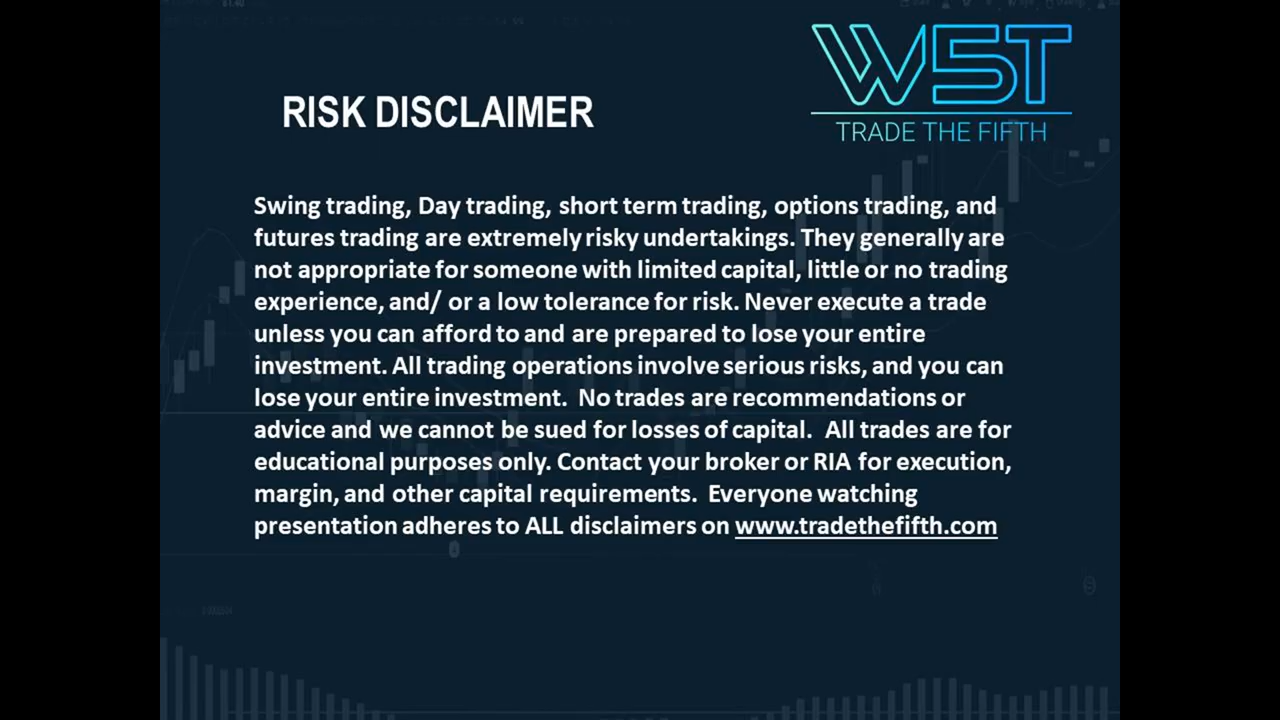 W5T
TRADE THE FIFTH
RISK DISCLAIMER
Swing trading, Day trading, short term trading, options trading, and
futures trading are extremely risky undertakings. They generally are
not appropriate for someone with limited capital, little or no trading
experience, and/ or a low tolerance for risk. Never execute a trade
unless you can afford to and are prepared to lose your entire
investment. All trading operations involve serious risks, and you can
lose your entire investment.  No trades are recommendations or
advice and we cannot be sued for losses of capital.  All trades are for
educational purposes only. Contact your broker or RIA for execution,
margin, and other capital requirements.  Everyone watching
presentation adheres to ALL disclaimers on www.tradethefifth.com